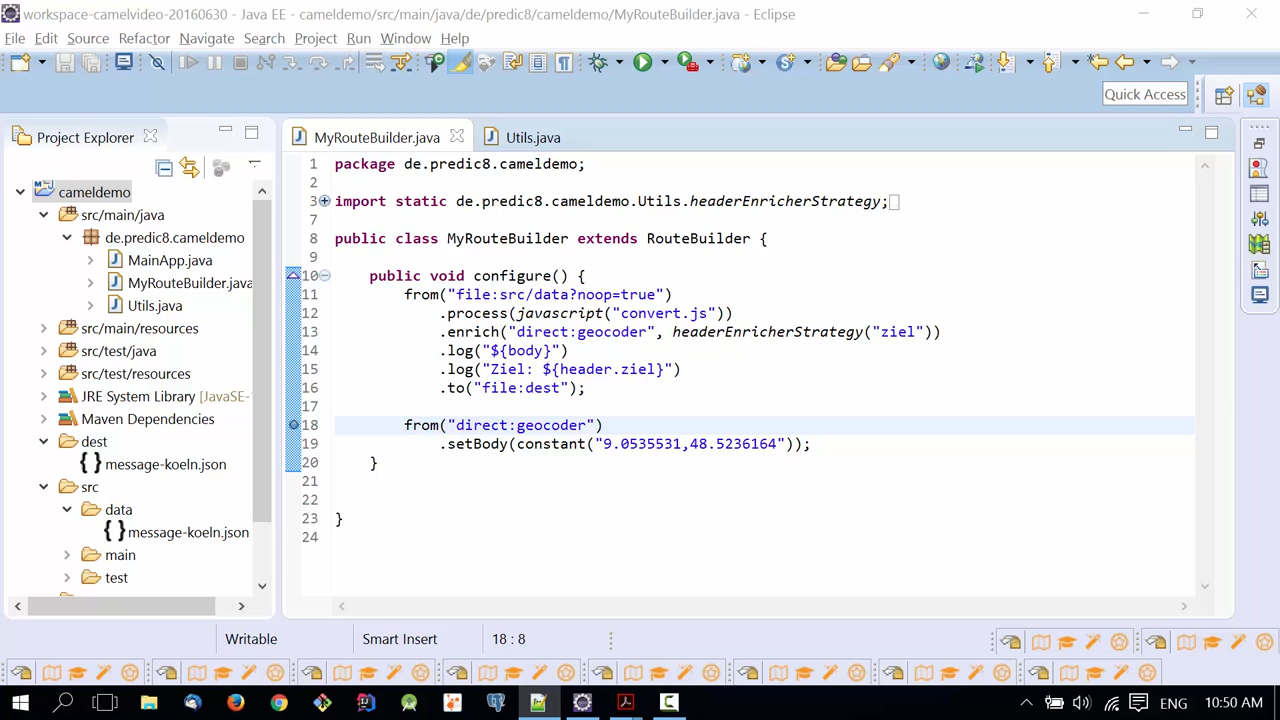 workspace-camelvideo-20160630 - Java EE - cameldemo/src/main/java/de/predic8/cameldemo/MyRouteBuilder.java - Eclipse
File Edit Source Refactor Navigate Search Project Run Window Help
Quick Access
Project Explorer
cameldemo
src/main/java
de.predic8.cameldemo
MainApp.java
MyRouteBuilder.java
Utils.java
src/main/resources
src/test/java
src/test/resources
JRE System Library [JavaSE-
Maven Dependencies
dest
message-koeln.json
src
data
message-koeln.json
main
test
MyRouteBuilder.java Utils.java
1 package de.predic8.cameldemo;
2
3 import static de.predic8.cameldemo.Utils.headerEnricherStrategy;
7
8 public class MyRouteBuilder extends RouteBuilder {
9
10 public void configure() {
11 from("file:src/data?noop=true")
12 .process(javascript("convert.js"))
13 .enrich("direct:geocoder", headerEnricherStrategy("ziel"))
14 .log("${body}")
15 .log("Ziel: ${header.ziel}")
16 .to("file:dest");
17
18 from("direct:geocoder")
19 .setBody(constant("9.0535531,48.5236164"));
20 }
21
22
23 }
24
Writable Smart Insert 18 : 8
ENG 10:50 AM